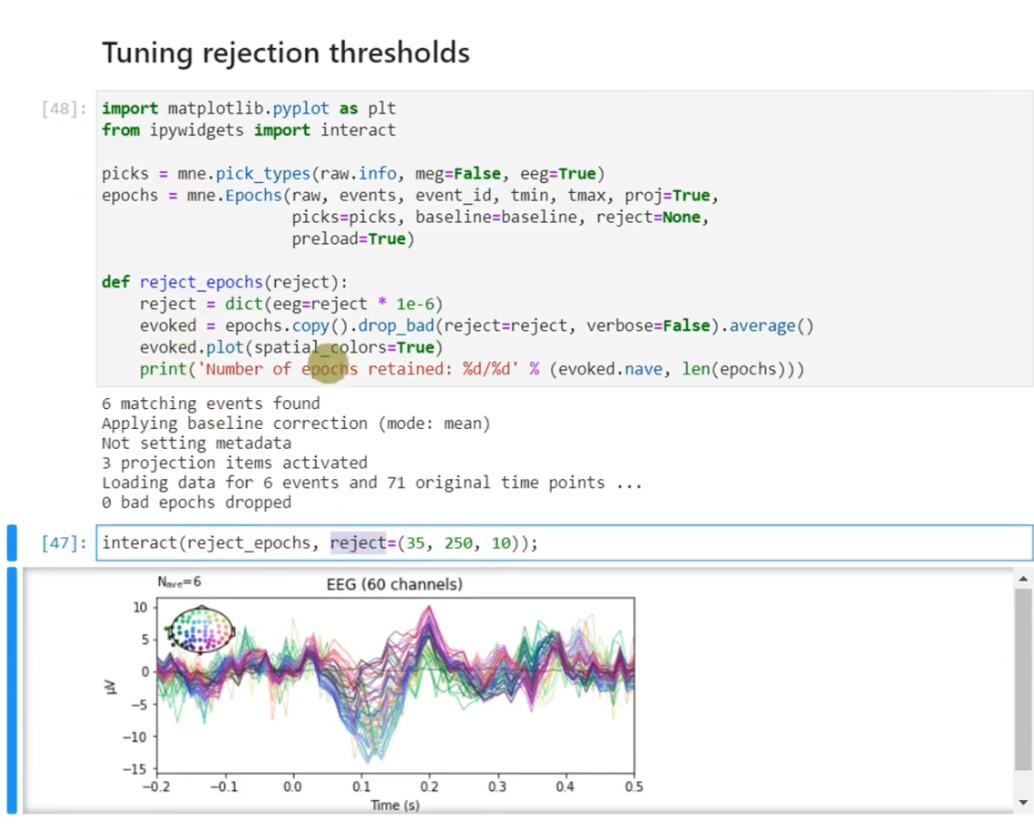 Tuning rejection thresholds
[48]:
import matplotlib.pyplot as plt
from ipywidgets import interact
picks = mne.pick_types(raw.info, meg=False, eeg=True)
epochs = mne.Epochs(raw, events, event_id, tmin, tmax, proj=True,
picks=picks, baseline=baseline, reject=None,
preload=True)
def reject_epochs(reject):
reject = dict(eeg=reject * 1e-6)
evoked = epochs.copy().drop_bad(reject=reject, verbose=False).average()
evoked.plot(spatial_colors=True)
print('Number of epochs retained: %d/%d' % (evoked.nave, len(epochs)))
6 matching events found
Applying baseline correction (mode: mean)
Not setting metadata
3 projection items activated
Loading data for 6 events and 71 original time points ...
0 bad epochs dropped
[47]: interact(reject_epochs, reject=(35, 250, 10));
Nave=6
EEG (60 channels)
10
5
0
−5
−10
−15
µV
−0.2 −0.1 0.0 0.1 0.2 0.3 0.4 0.5
Time (s)